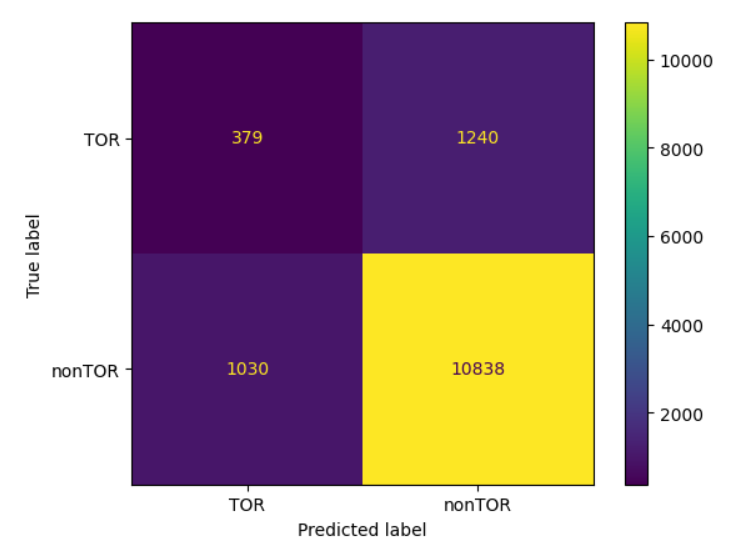 TOR
379
1240
nonTOR
1030
10838
TOR
nonTOR
Predicted label
True label
10000
8000
6000
4000
2000